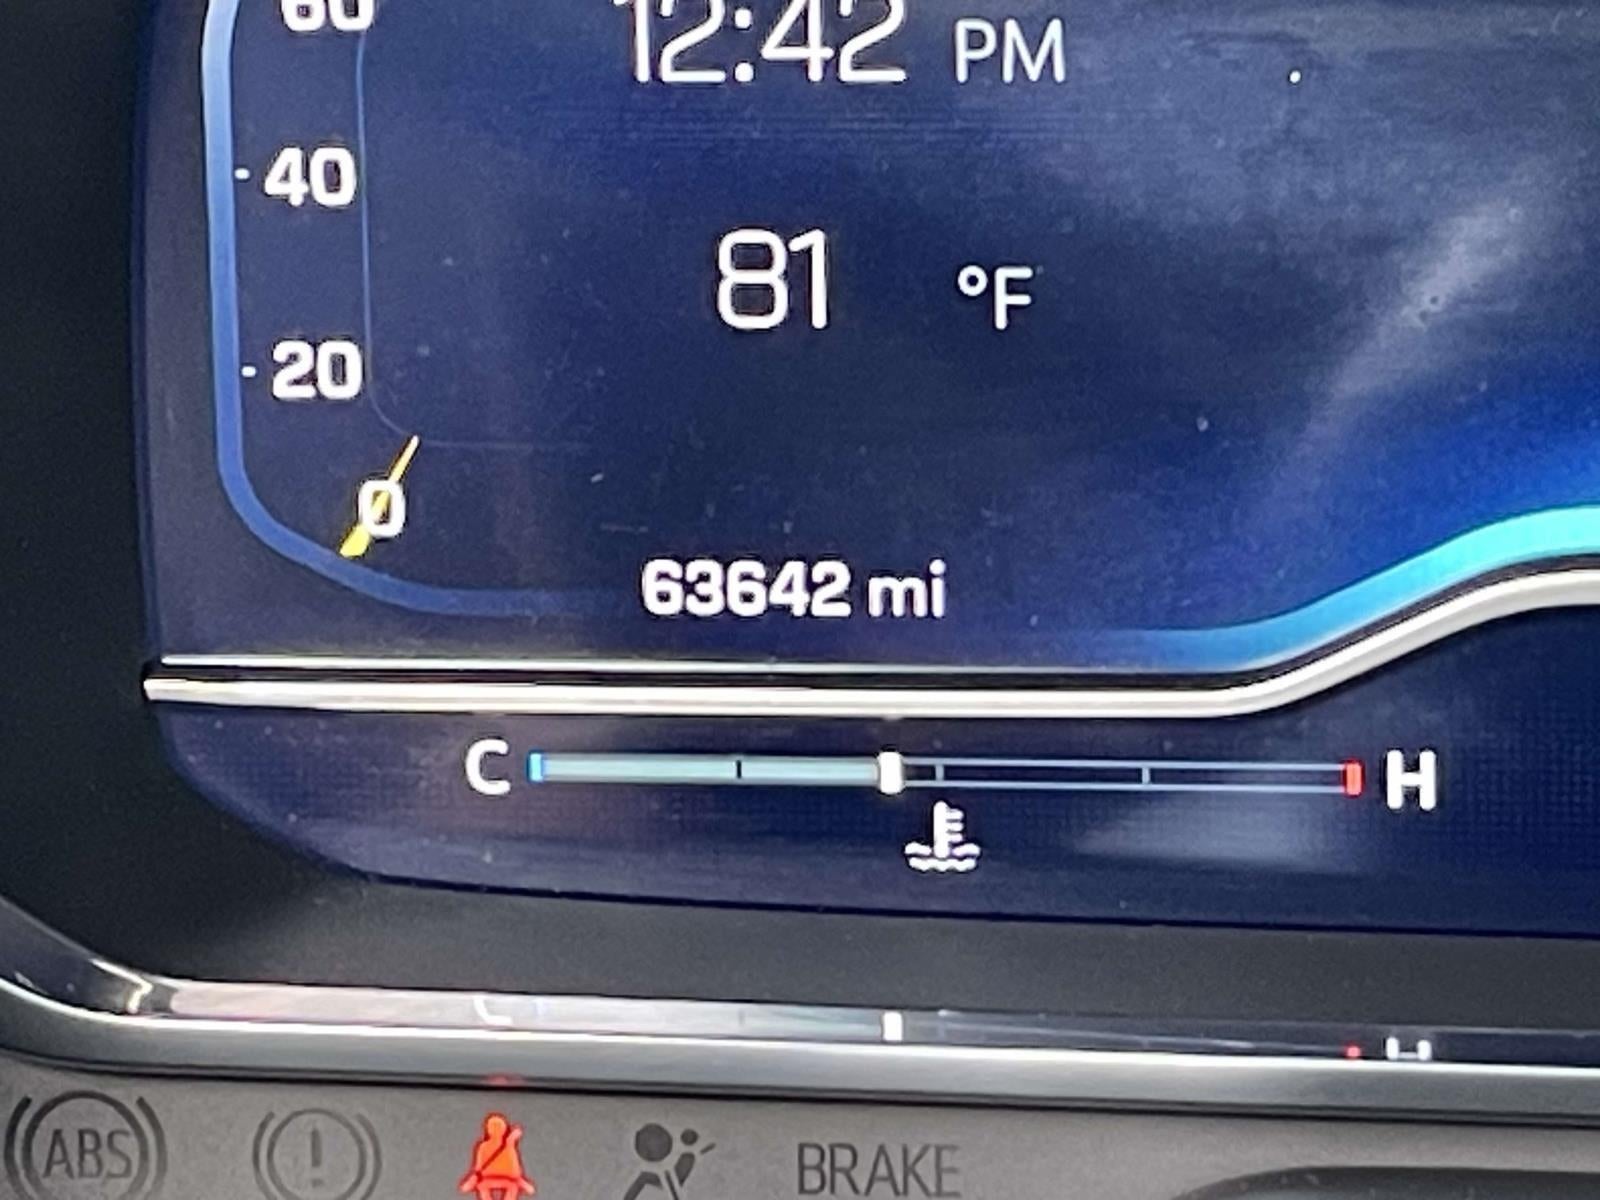 60
12:42 PM
40
81 °F
20
0
63642 mi
C H
H
ABS ! BRAKE